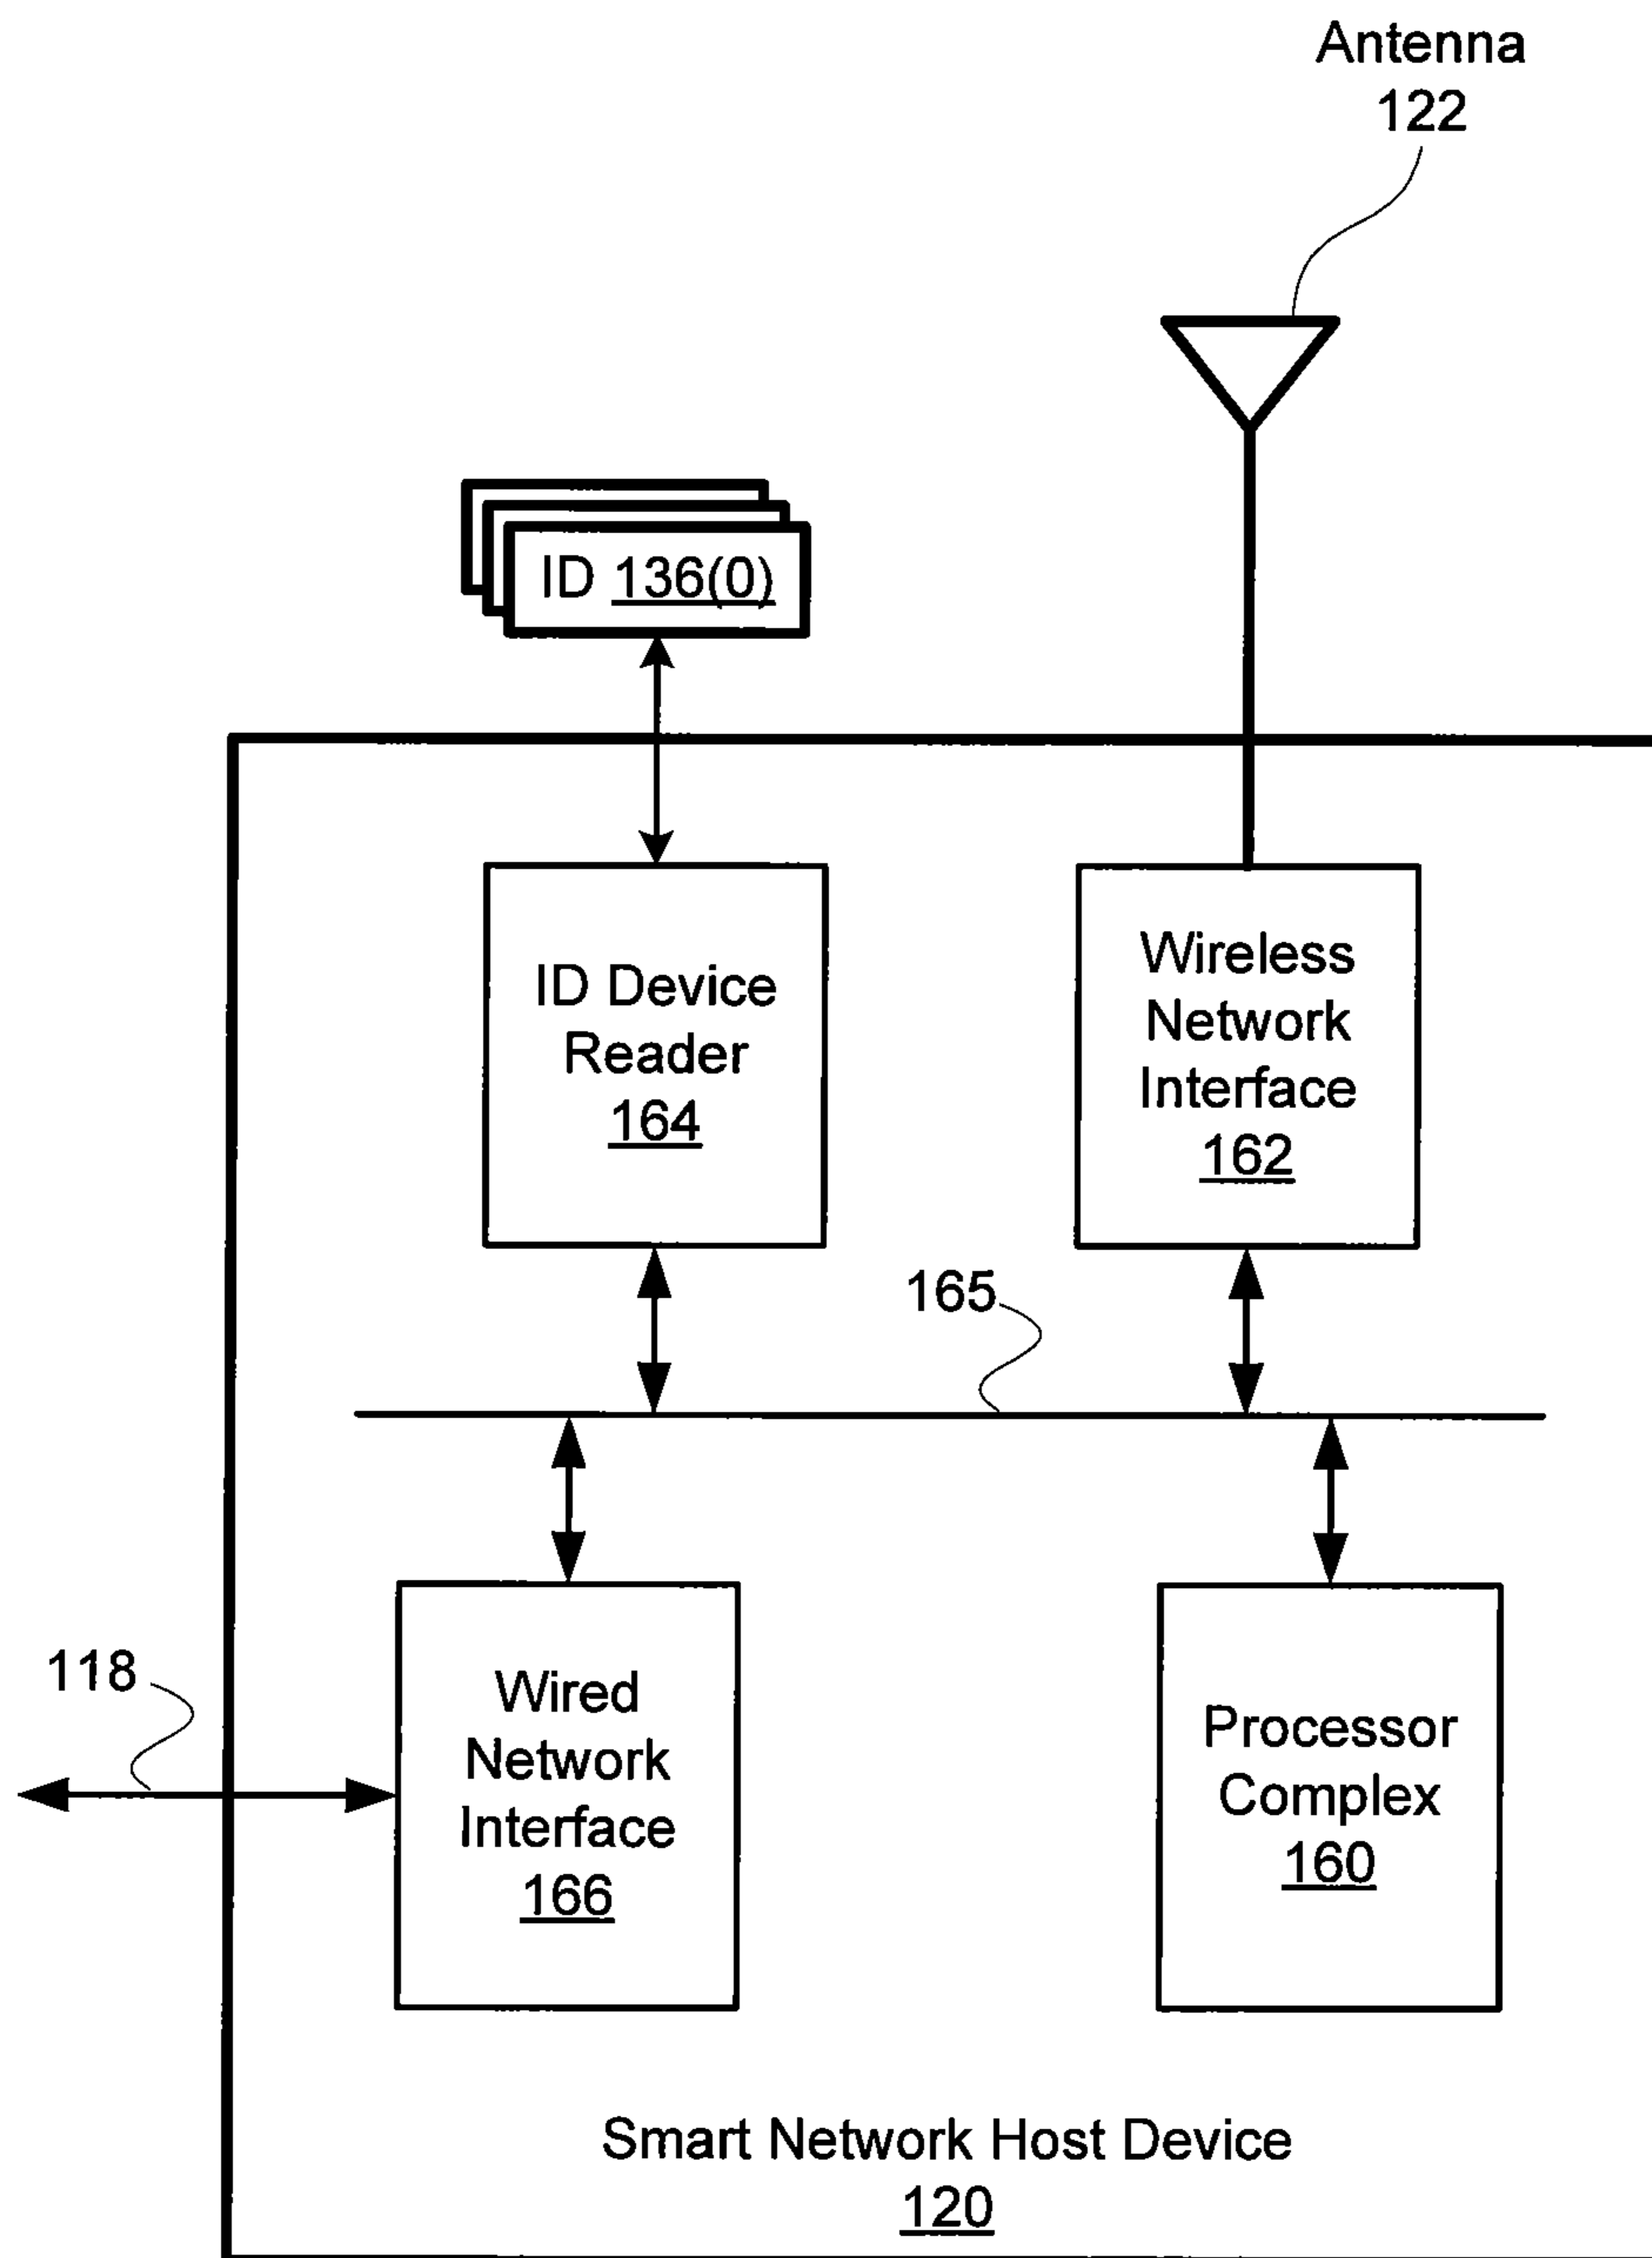 Antenna
122
ID 136(0)
ID Device
Reader
164
Wireless
Network
Interface
162
165
118
Wired
Network
Interface
166
Processor
Complex
160
Smart Network Host Device
120